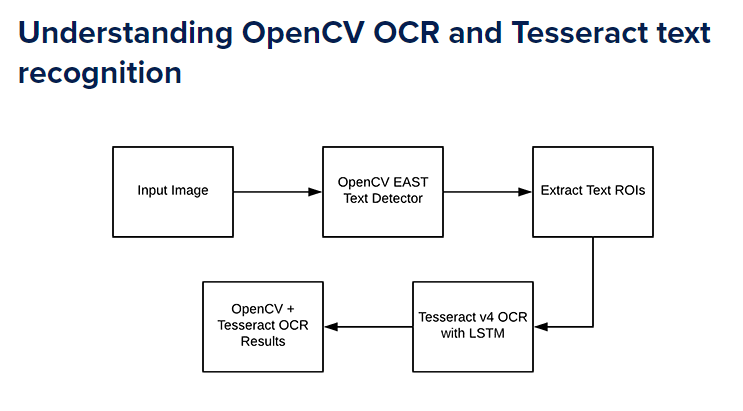 Understanding OpenCV OCR and Tesseract text
recognition
Input Image
OpenCV EAST
Text Detector
Extract Text ROIs
Tesseract v4 OCR
with LSTM
OpenCV +
Tesseract OCR
Results